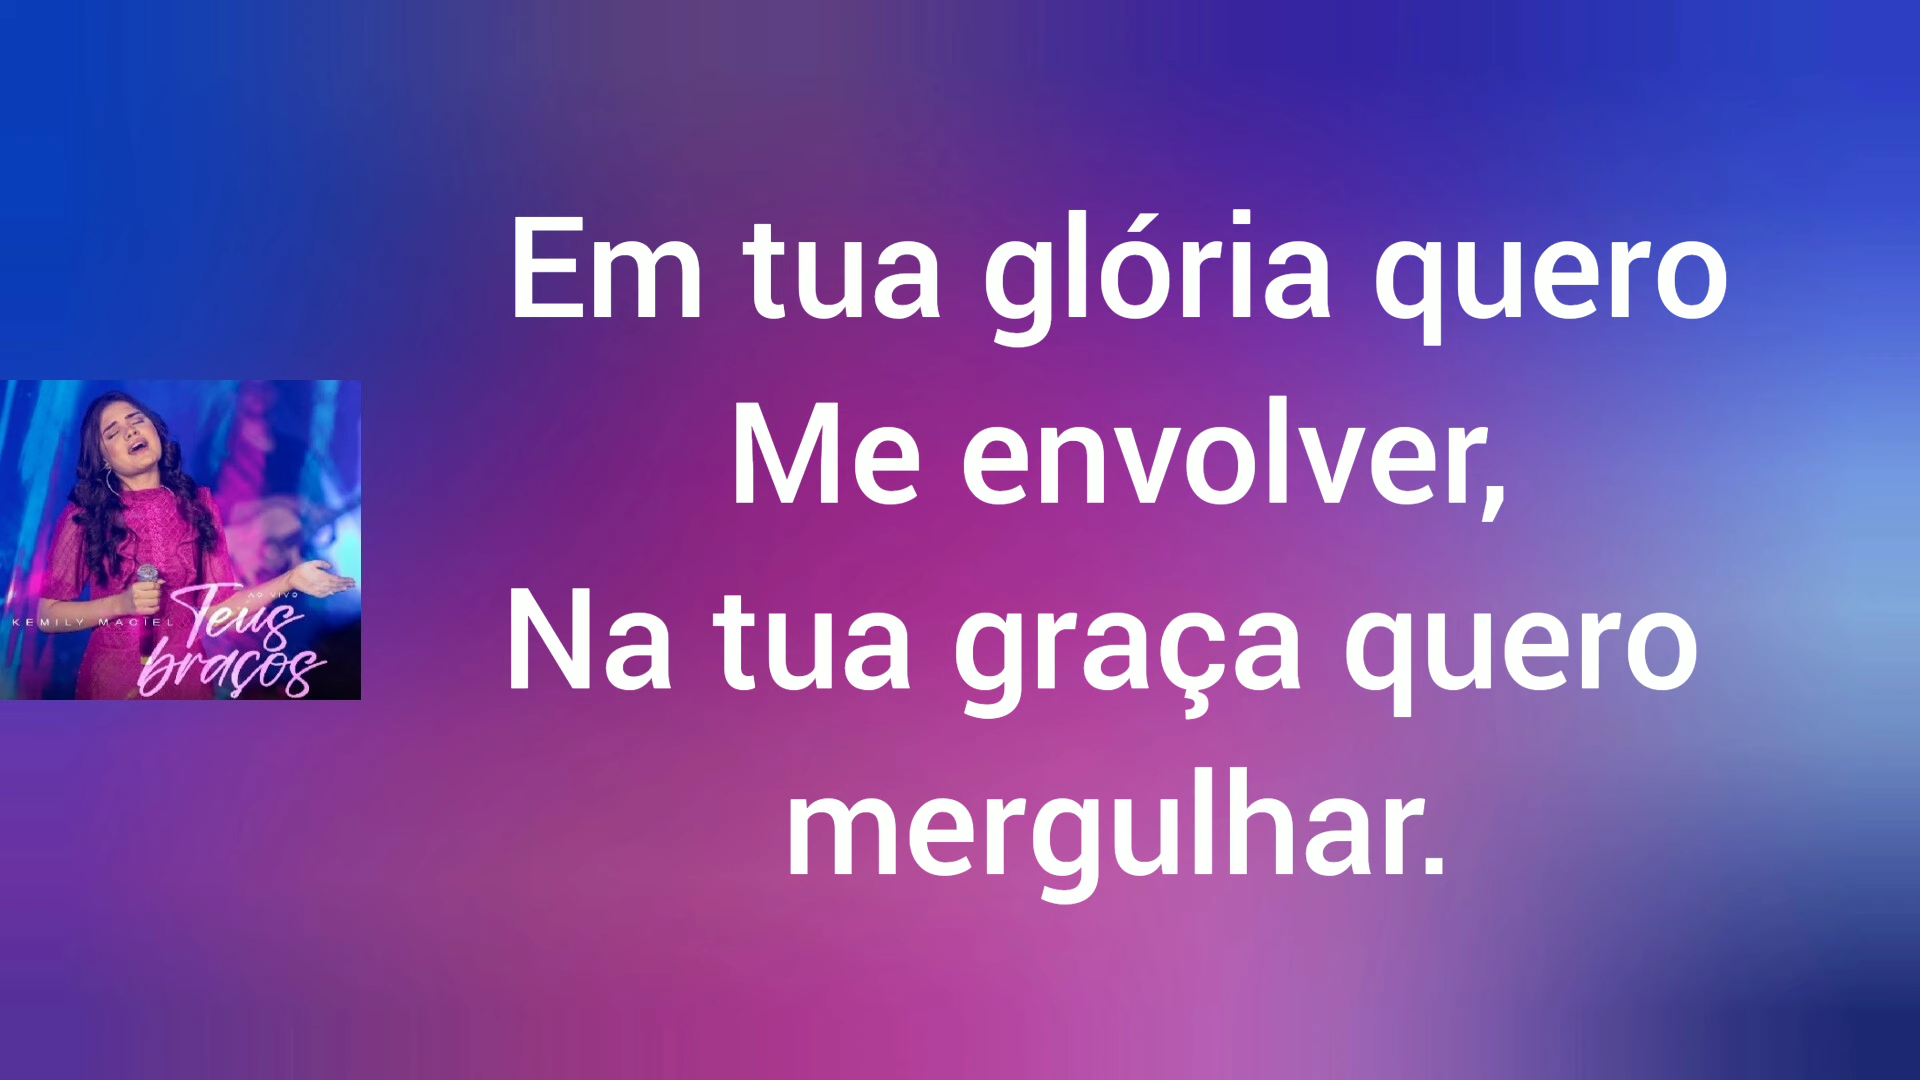 Em tua glória quero
Me envolver,
Na tua graça quero
mergulhar.
AO VIVO
KEMILY MACIEL
Teus
braços